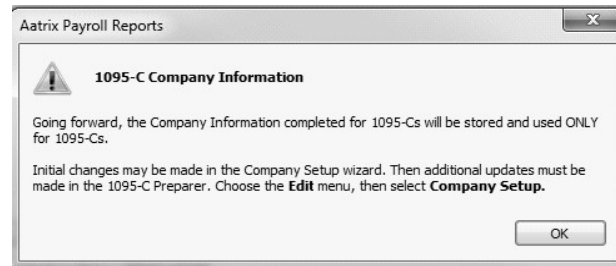 Aatrix Payroll Reports
1095-C Company Information
Going forward, the Company Information completed for 1095-Cs will be stored and used ONLY
for 1095-Cs.
Initial changes may be made in the Company Setup wizard. Then additional updates must be
made in the 1095-C Preparer. Choose the Edit menu, then select Company Setup.
OK